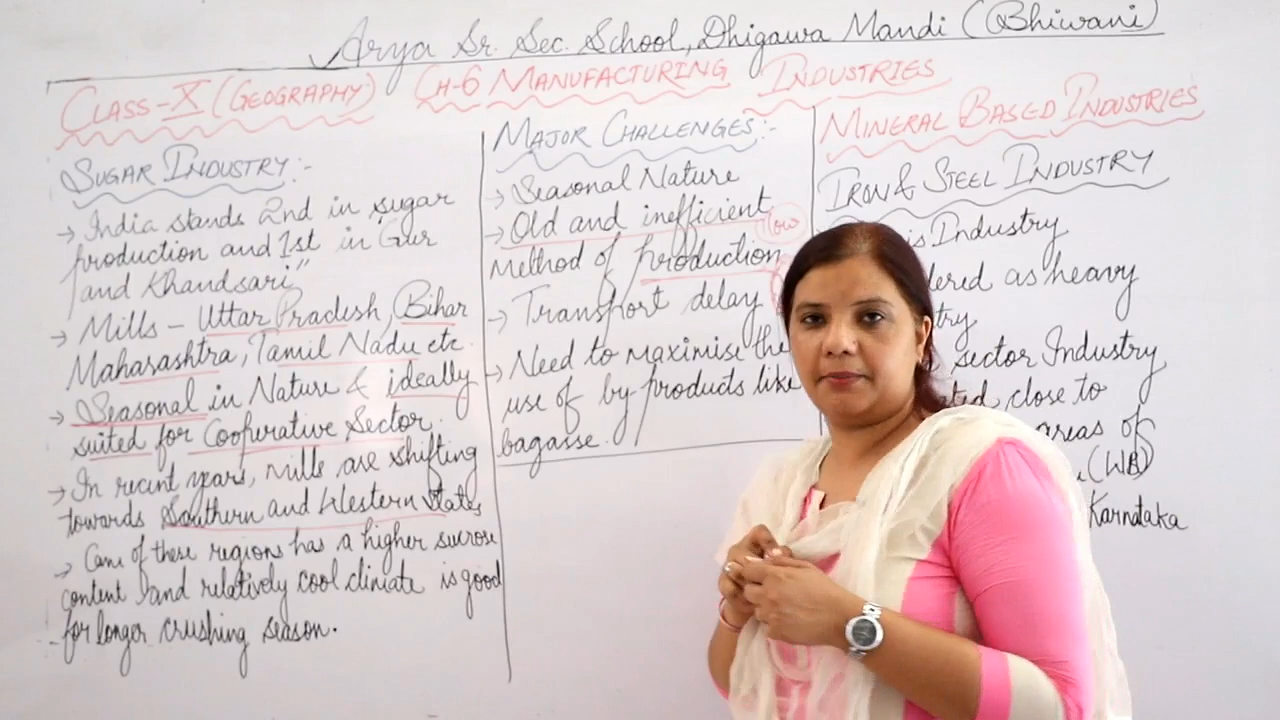 Arya Sr. Sec. School, Dhigawa Mandi (Bhiwani)
CLASS-X (GEOGRAPHY) CH-6 MANUFACTURING INDUSTRIES
SUGAR INDUSTRY:-
→ India stands 2nd in sugar
production and 1st in "Gur
and Khandsari"
→ Mills - Uttar Pradesh, Bihar
Maharashtra, Tamil Nadu etc.
→ Seasonal in Nature & ideally
suited for Cooperative Sector.
→ In recent years, mills are shifting
towards Southern and Western States
→ Cane of these regions has a higher sucrose
content and relatively cool climate is good
for longer crushing season.
MAJOR CHALLENGES:-
→ Seasonal Nature
→ Old and inefficient
low
Method of production
→ Transport delay
→ Need to maximise the
use of by-products like
bagasse.
MINERAL BASED INDUSTRIES
IRON & STEEL INDUSTRY
is Industry
dered as heavy
try
sector Industry
ated close to
areas of
(WB)
Karnataka